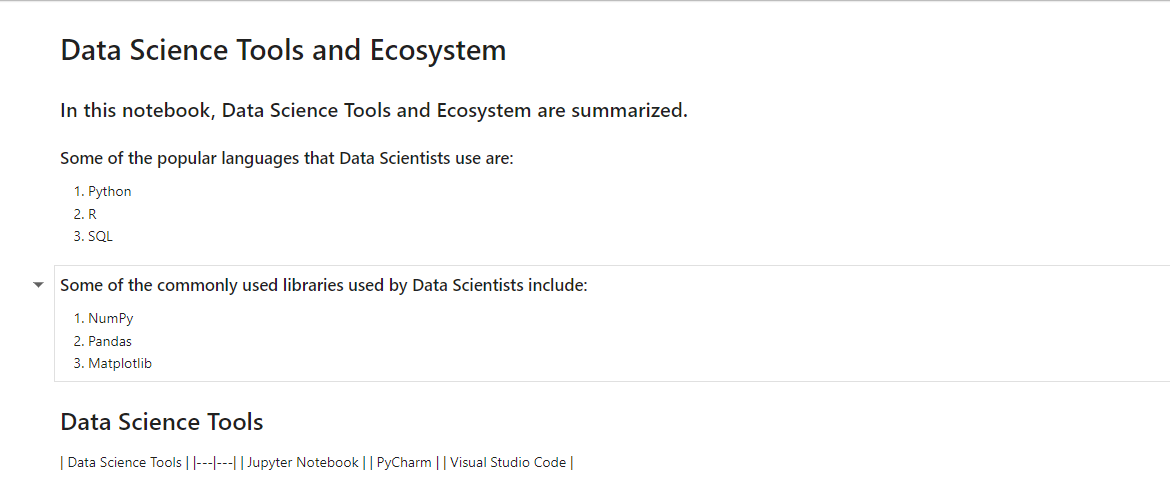 Data Science Tools and Ecosystem
In this notebook, Data Science Tools and Ecosystem are summarized.
Some of the popular languages that Data Scientists use are:
1. Python
2. R
3. SQL
Some of the commonly used libraries used by Data Scientists include:
1. NumPy
2. Pandas
3. Matplotlib
Data Science Tools
| Data Science Tools | |---|---| | Jupyter Notebook | | PyCharm | | Visual Studio Code |